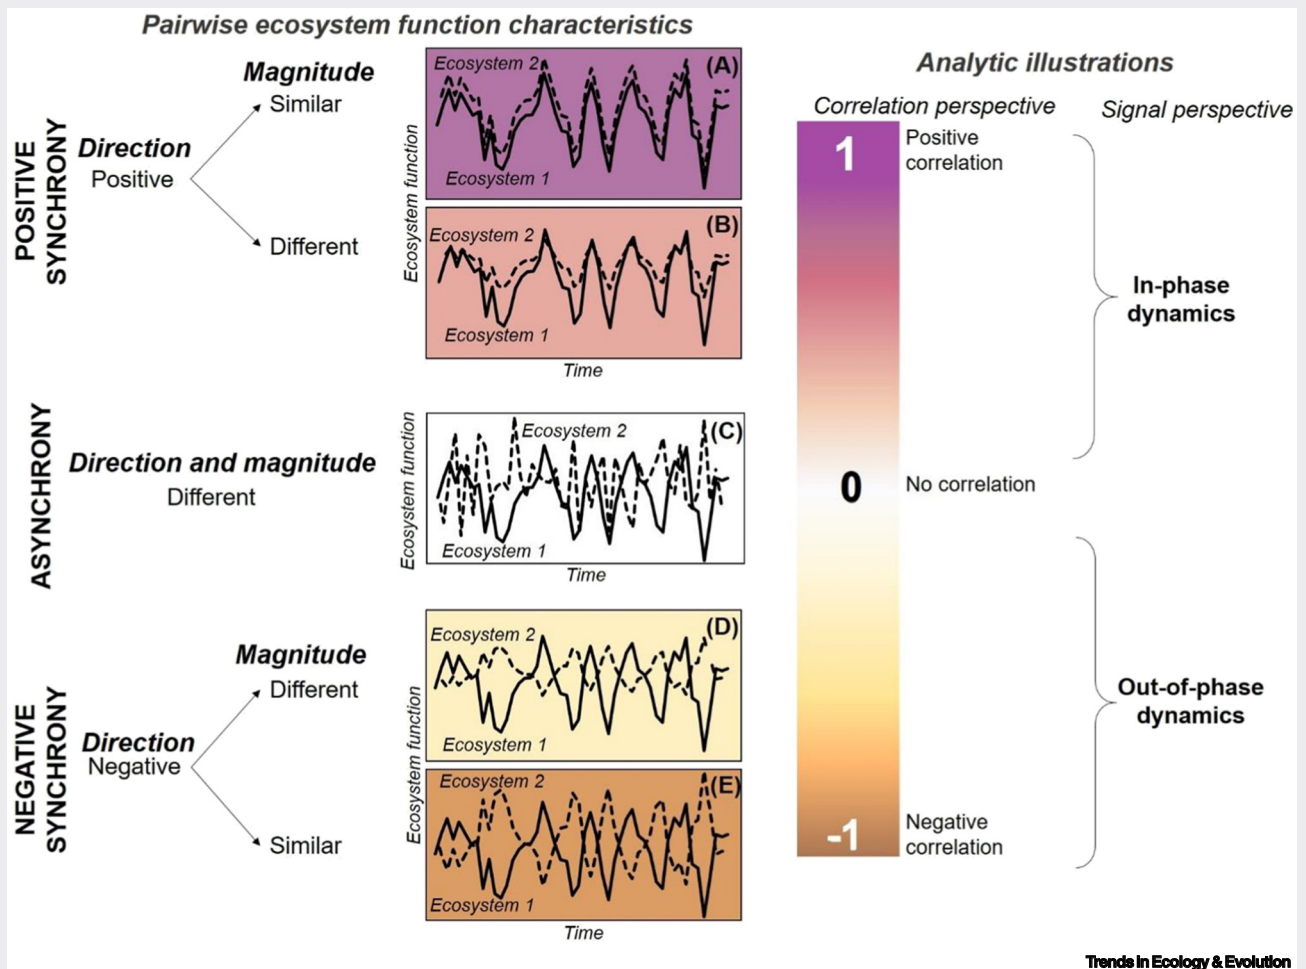 Pairwise ecosystem function characteristics
POSITIVE
SYNCHRONY
Direction
Positive
Magnitude
Similar
Different
Ecosystem function
Ecosystem 2
(A)
Ecosystem 1
Ecosystem 2
(B)
Ecosystem 1
Time
ASYNCHRONY
Direction and magnitude
Different
Ecosystem function
Ecosystem 2
(C)
Ecosystem 1
Time
NEGATIVE
SYNCHRONY
Direction
Negative
Magnitude
Different
Similar
Ecosystem function
Ecosystem 2
(D)
Ecosystem 1
Ecosystem 2
(E)
Ecosystem 1
Time
Analytic illustrations
Correlation perspective
Signal perspective
1
Positive
correlation
In-phase
dynamics
0
No correlation
Out-of-phase
dynamics
-1
Negative
correlation
Trends in Ecology & Evolution